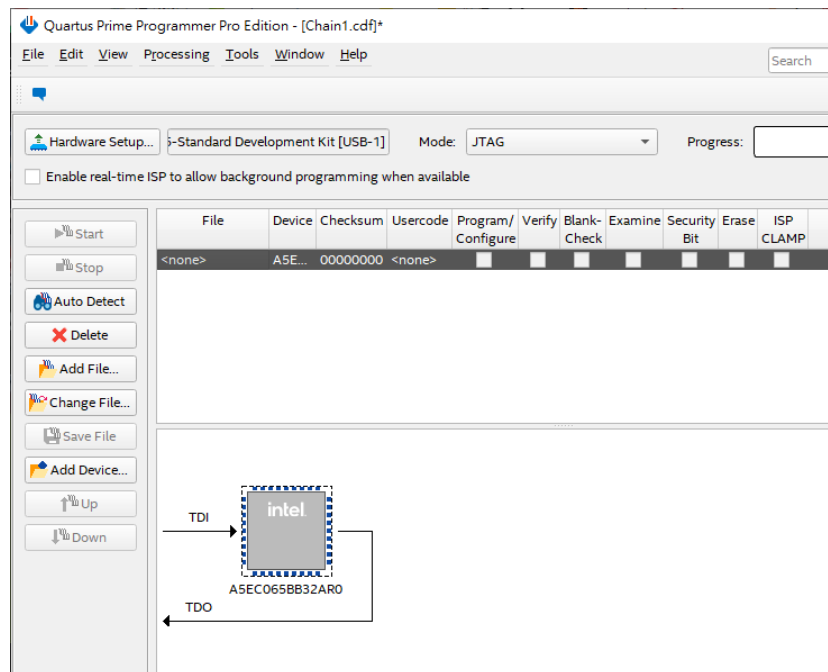 Quartus Prime Programmer Pro Edition - [Chain1.cdf]*
File Edit View Processing Tools Window Help
Search
Hardware Setup... 5-Standard Development Kit [USB-1] Mode: JTAG Progress:
Enable real-time ISP to allow background programming when available
File Device Checksum Usercode Program/ Verify Blank- Examine Security Erase ISP
Configure Check Bit CLAMP
<none> A5E... 00000000 <none>
Start
Stop
Auto Detect
Delete
Add File...
Change File...
Save File
Add Device...
Up
Down
intel
TDI
A5EC065BB32AR0
TDO